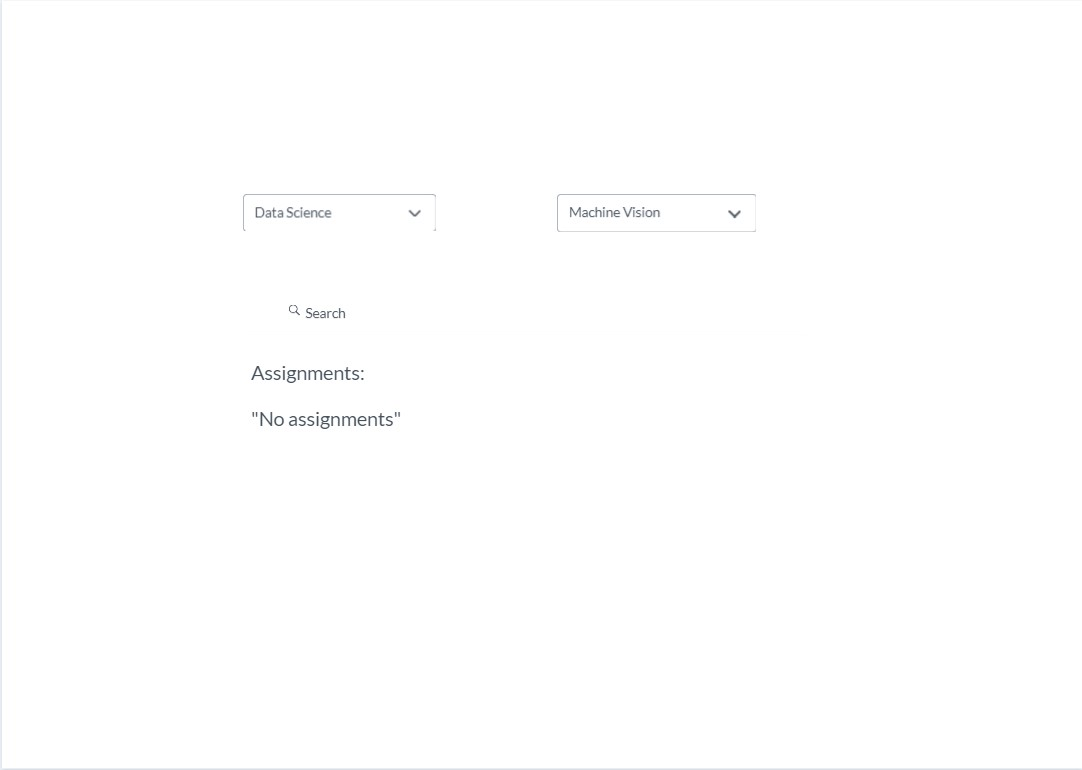 Data Science
Machine Vision
Search
Assignments:
"No assignments"